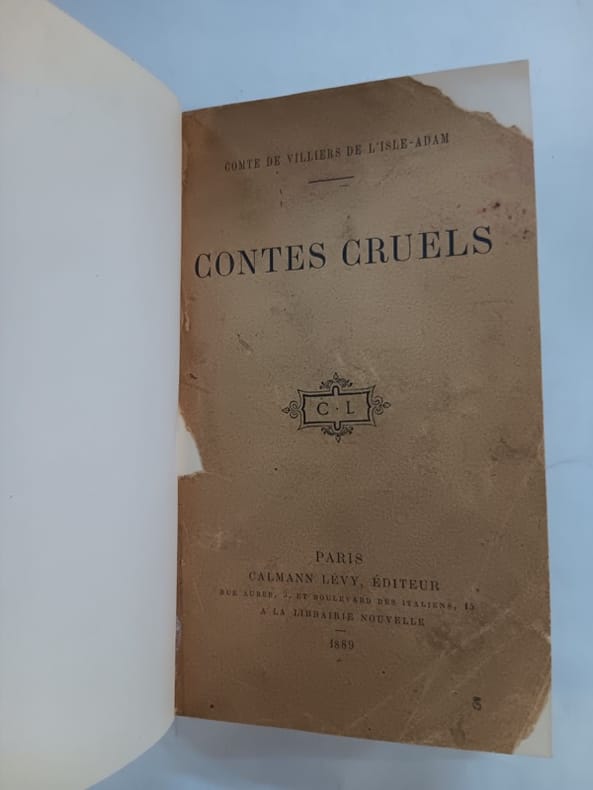 COMTE DE VILLIERS DE L'ISLE-ADAM
CONTES CRUELS
C · L
PARIS
CALMANN LÉVY, ÉDITEUR
RUE AUBER, 3, ET BOULEVARD DES ITALIENS, 15
A LA LIBRAIRIE NOUVELLE
1889